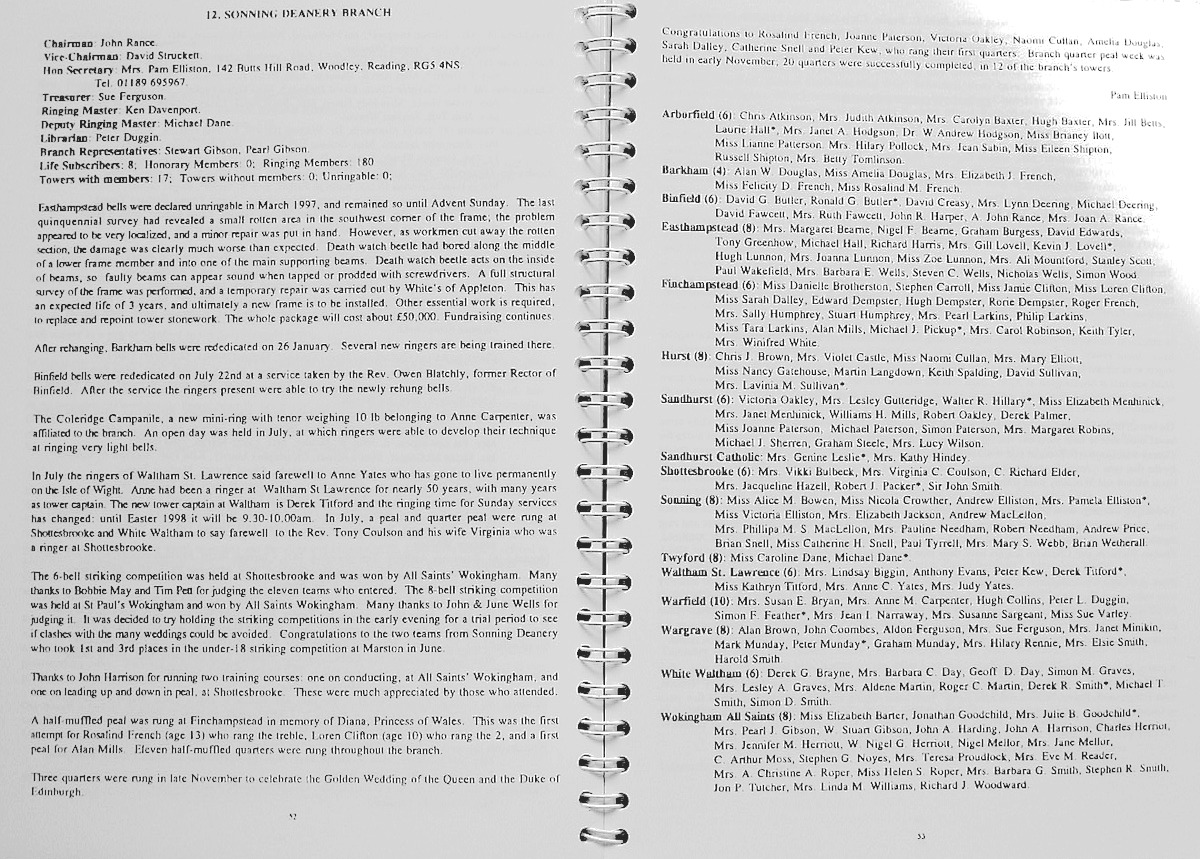 12. SONNING DEANERY BRANCH
Chairman: John Rance.
Vice-Chairman: David Struckett.
Hon Secretary: Mrs. Pam Elliston, 142 Butts Hill Road, Woodley, Reading, RG5 4NS.
Tel. 01189 695967.
Treasurer: Sue Ferguson.
Ringing Master: Ken Davenport.
Deputy Ringing Master: Michael Dane.
Librarian: Peter Duggin.
Branch Representatives: Stewart Gibson, Pearl Gibson.
Life Subscribers: 8; Honorary Members: 0; Ringing Members: 180
Towers with members: 17; Towers without members: 0; Unringable: 0;
Easthampstead bells were declared unringable in March 1997, and remained so until Advent Sunday. The last
quinquennial survey had revealed a small rotten area in the southwest corner of the frame, the problem
appeared to be very localized, and a minor repair was put in hand. However, as workmen cut away the rotten
section, the damage was clearly much worse than expected. Death watch beetle had bored along the middle
of a lower frame member and into one of the main supporting beams. Death watch beetle acts on the inside
of beams, so faulty beams can appear sound when tapped or prodded with screwdrivers. A full structural
survey of the frame was performed, and a temporary repair was carried out by White's of Appleton. This has
an expected life of 3 years, and ultimately a new frame is to be installed. Other essential work is required,
to replace and repoint tower stonework. The whole package will cost about £50,000. Fundraising continues.
After rehanging, Barkham bells were rededicated on 26 January. Several new ringers are being trained there.
Binfield bells were rededicated on July 22nd at a service taken by the Rev. Owen Blatchly, former Rector of
Binfield. After the service the ringers present were able to try the newly rehung bells.
The Coleridge Campanile, a new mini-ring with tenor weighing 10 lb belonging to Anne Carpenter, was
affiliated to the branch. An open day was held in July, at which ringers were able to develop their technique
at ringing very light bells.
In July the ringers of Waltham St. Lawrence said farewell to Anne Yates who has gone to live permanently
on the Isle of Wight. Anne had been a ringer at Waltham St Lawrence for nearly 50 years, with many years
as tower captain. The new tower captain at Waltham is Derek Titford and the ringing time for Sunday services
has changed: until Easter 1998 it will be 9.30-10.00am. In July, a peal and quarter peal were rung at
Shottesbrooke and White Waltham to say farewell to the Rev. Tony Coulson and his wife Virginia who was
a ringer at Shottesbrooke.
The 6-bell striking competition was held at Shottesbrooke and was won by All Saints' Wokingham. Many
thanks to Bobbie May and Tim Pett for judging the eleven teams who entered. The 8-bell striking competition
was held at St Paul's Wokingham and won by All Saints Wokingham. Many thanks to John & June Wells for
judging it. It was decided to try holding the striking competitions in the early evening for a trial period to see
if clashes with the many weddings could be avoided. Congratulations to the two teams from Sonning Deanery
who took 1st and 3rd places in the under-18 striking competition at Marston in June.
Thanks to John Harrison for running two training courses: one on conducting, at All Saints' Wokingham, and
one on leading up and down in peal, at Shottesbrooke. These were much appreciated by those who attended.
A half-muffled peal was rung at Finchampstead in memory of Diana, Princess of Wales. This was the first
attempt for Rosalind French (age 13) who rang the treble, Loren Clifton (age 10) who rang the 2, and a first
peal for Alan Mills. Eleven half-muffled quarters were rung throughout the branch.
Three quarters were rung in late November to celebrate the Golden Wedding of the Queen and the Duke of
Edinburgh.
52
Congratulations to Rosalind French, Joanne Paterson, Victoria Oakley, Naomi Cullan, Amelia Douglas,
Sarah Dalley, Catherine Snell and Peter Kew, who rang their first quarters. Branch quarter peal week was
held in early November; 20 quarters were successfully completed, in 12 of the branch's towers.
Pam Elliston
Arborfield (6): Chris Atkinson, Mrs. Judith Atkinson, Mrs. Carolyn Baxter, Hugh Baxter, Mrs. Jill Betts,
Laurie Hall*, Mrs. Janet A. Hodgson, Dr. W Andrew Hodgson, Miss Brianey Ilott,
Miss Lianne Patterson, Mrs. Hilary Pollock, Mrs. Jean Sabin, Miss Eileen Shipton,
Russell Shipton, Mrs. Betty Tomlinson.
Barkham (4): Alan W. Douglas, Miss Amelia Douglas, Mrs. Elizabeth J. French,
Miss Felicity D. French, Miss Rosalind M. French.
Binfield (6): David G. Butler, Ronald G. Butler*, David Creasy, Mrs. Lynn Deering, Michael Deering,
David Fawcett, Mrs. Ruth Fawcett, John R. Harper, A. John Rance, Mrs. Joan A. Rance.
Easthampstead (8): Mrs. Margaret Bearne, Nigel F. Bearne, Graham Burgess, David Edwards,
Tony Greenhow, Michael Hall, Richard Harris, Mrs. Gill Lovell, Kevin J. Lovell*,
Hugh Lunnon, Mrs. Joanna Lunnon, Miss Zoe Lunnon, Mrs. Ali Mountford, Stanley Scott,
Paul Wakefield, Mrs. Barbara E. Wells, Steven C. Wells, Nicholas Wells, Simon Wood.
Finchampstead (6): Miss Danielle Brotherston, Stephen Carroll, Miss Jamie Clifton, Miss Loren Clifton,
Miss Sarah Dalley, Edward Dempster, Hugh Dempster, Rorie Dempster, Roger French,
Mrs. Sally Humphrey, Stuart Humphrey, Mrs. Pearl Larkins, Philip Larkins,
Miss Tara Larkins, Alan Mills, Michael J. Pickup*, Mrs. Carol Robinson, Keith Tyler,
Mrs. Winifred White.
Hurst (8): Chris J. Brown, Mrs. Violet Castle, Miss Naomi Cullan, Mrs. Mary Elliott,
Miss Nancy Gatehouse, Martin Langdown, Keith Spalding, David Sullivan,
Mrs. Lavinia M. Sullivan*.
Sandhurst (6): Victoria Oakley, Mrs. Lesley Gutteridge, Walter R. Hillary*, Miss Elizabeth Menhinick,
Mrs. Janet Menhinick, Williams H. Mills, Robert Oakley, Derek Palmer,
Miss Joanne Paterson, Michael Paterson, Simon Paterson, Mrs. Margaret Robins,
Michael J. Sherren, Graham Steele, Mrs. Lucy Wilson.
Sandhurst Catholic: Mrs. Genine Leslie*, Mrs. Kathy Hindey.
Shottesbrooke (6): Mrs. Vikki Bulbeck, Mrs. Virginia C. Coulson, C. Richard Elder,
Mrs. Jacqueline Hazell, Robert J. Packer*, Sir John Smith.
Sonning (8): Miss Alice M. Bowen, Miss Nicola Crowther, Andrew Elliston, Mrs. Pamela Elliston*,
Miss Victoria Elliston, Mrs. Elizabeth Jackson, Andrew MacLellon,
Mrs. Phillipa M. S. MacLellon, Mrs. Pauline Needham, Robert Needham, Andrew Price,
Brian Snell, Miss Catherine H. Snell, Paul Tyrrell, Mrs. Mary S. Webb, Brian Wetherall.
Twyford (8): Miss Caroline Dane, Michael Dane*.
Waltham St. Lawrence (6): Mrs. Lindsay Biggin, Anthony Evans, Peter Kew, Derek Titford*,
Miss Kathryn Titford, Mrs. Anne C. Yates, Mrs. Judy Yates.
Warfield (10): Mrs. Susan E. Bryan, Mrs. Anne M. Carpenter, Hugh Collins, Peter L. Duggin,
Simon F. Feather*, Mrs. Jean I. Narraway, Mrs. Susanne Sargeant, Miss Sue Varley.
Wargrave (8): Alan Brown, John Coombes, Aldon Ferguson, Mrs. Sue Ferguson, Mrs. Janet Minikin,
Mark Munday, Peter Munday*, Graham Munday, Mrs. Hilary Rennie, Mrs. Elsie Smith,
Harold Smith.
White Waltham (6): Derek G. Brayne, Mrs. Barbara C. Day, Geoff D. Day, Simon M. Graves,
Mrs. Lesley A. Graves, Mrs. Aldene Martin, Roger C. Martin, Derek R. Smith*, Michael T.
Smith, Simon D. Smith.
Wokingham All Saints (8): Miss Elizabeth Barter, Jonathan Goodchild, Mrs. Julie B. Goodchild*,
Mrs. Pearl J. Gibson, W. Stuart Gibson, John A. Harding, John A. Harrison, Charles Herriot,
Mrs. Jennifer M. Herriott, W. Nigel G. Herriott, Nigel Mellor, Mrs. Jane Mellor,
C. Arthur Moss, Stephen G. Noyes, Mrs. Teresa Proudlock, Mrs. Eve M. Reader,
Mrs. A. Christine A. Roper, Miss Helen S. Roper, Mrs. Barbara G. Smith, Stephen R. Smith,
Jon P. Tutcher, Mrs. Linda M. Williams, Richard J. Woodward.
53